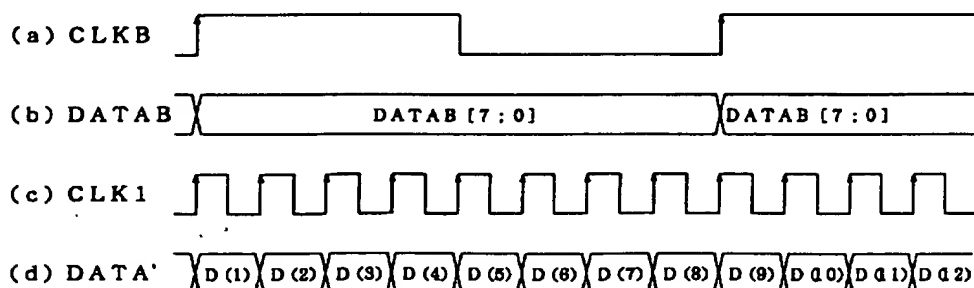 (a) CLKB
(b) DATAB DATAB [7:0] DATAB [7:0]
(c) CLK1
(d) DATA' D(1) D(2) D(3) D(4) D(5) D(6) D(7) D(8) D(9) D(10) D(11) D(12)